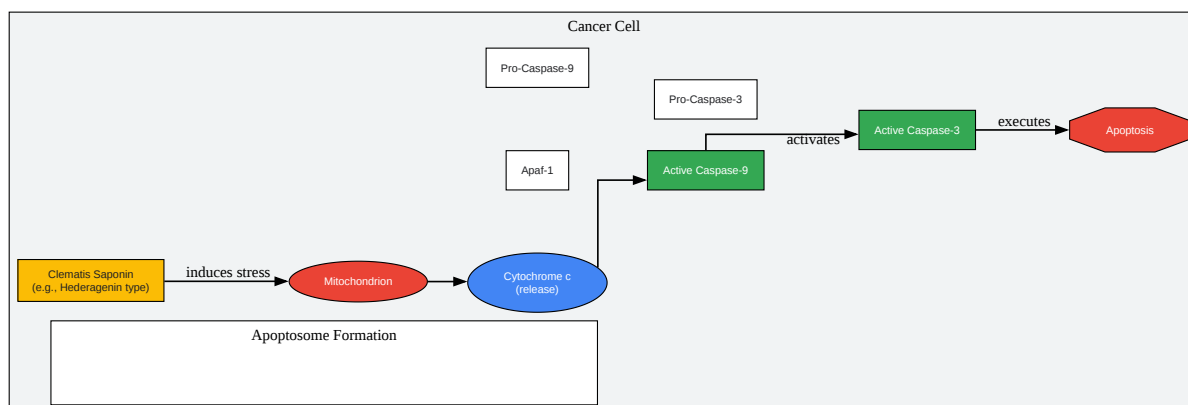 Cancer Cell
Pro-Caspase-9
Pro-Caspase-3
Active Caspase-3
executes
Apoptosis
activates
Apaf-1
Active Caspase-9
Clematis Saponin
(e.g., Hederagenin type)
induces stress
Mitochondrion
Cytochrome c
(release)
Apoptosome Formation